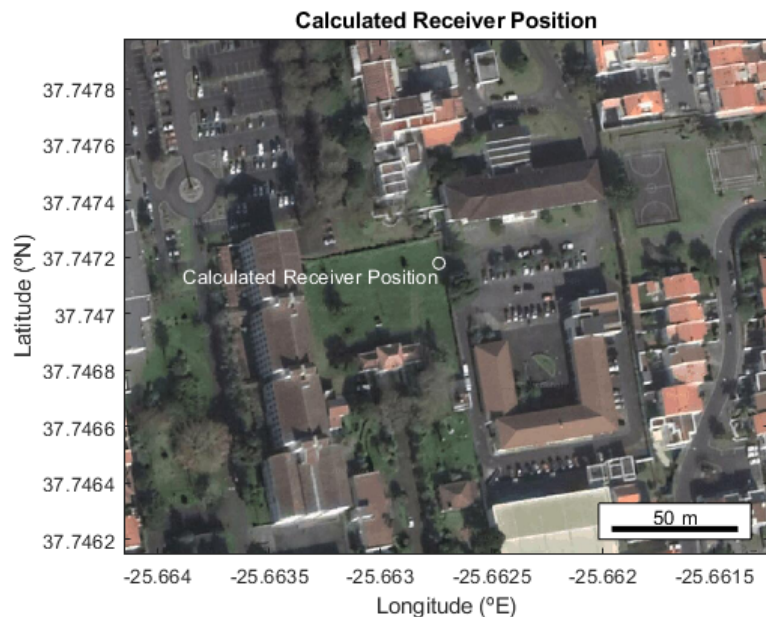 Calculated Receiver Position
37.7478
37.7476
37.7474
37.7472
37.747
37.7468
37.7466
37.7464
37.7462
Latitude (ºN)
Calculated Receiver Position
50 m
-25.664 -25.6635 -25.663 -25.6625 -25.662 -25.6615
Longitude (ºE)